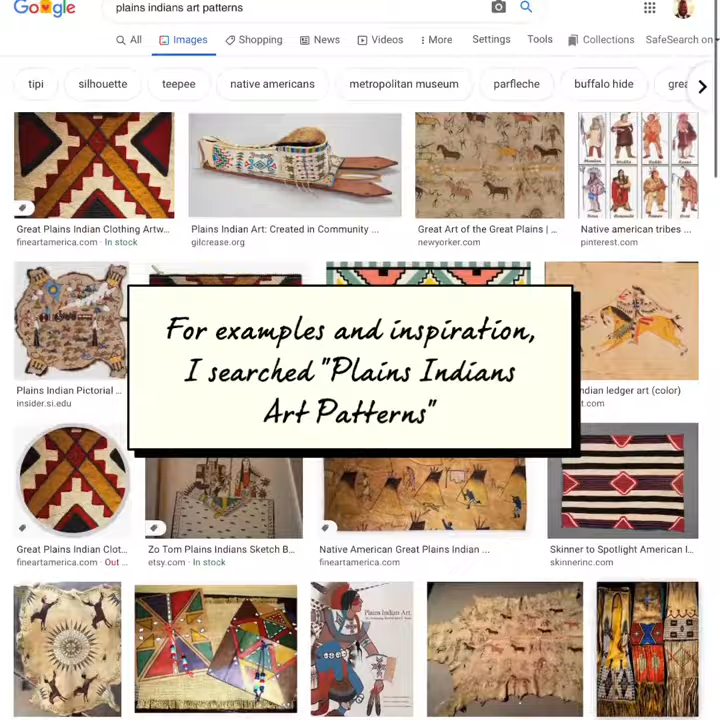 Google
plains indians art patterns
All Images Shopping News Videos More Settings Tools Collections SafeSearch on
tipi silhouette teepee native americans metropolitan museum parfleche buffalo hide
Great Plains Indian Clothing Artw... Plains Indian Art: Created in Community ... Great Art of the Great Plains | ... Native american tribes ...
fineartamerica.com · In stock gilcrease.org newyorker.com pinterest.com
For examples and inspiration,
I searched "Plains Indians
Art Patterns"
Plains Indian Pictorial ... ndian ledger art (color)
insider.si.edu t.com
Great Plains Indian Clot... Zo Tom Plains Indians Sketch B... Native American Great Plains Indian ... Skinner to Spotlight American I...
fineartamerica.com · Out ... etsy.com · In stock fineartamerica.com skinnerinc.com
Plains Indian Art